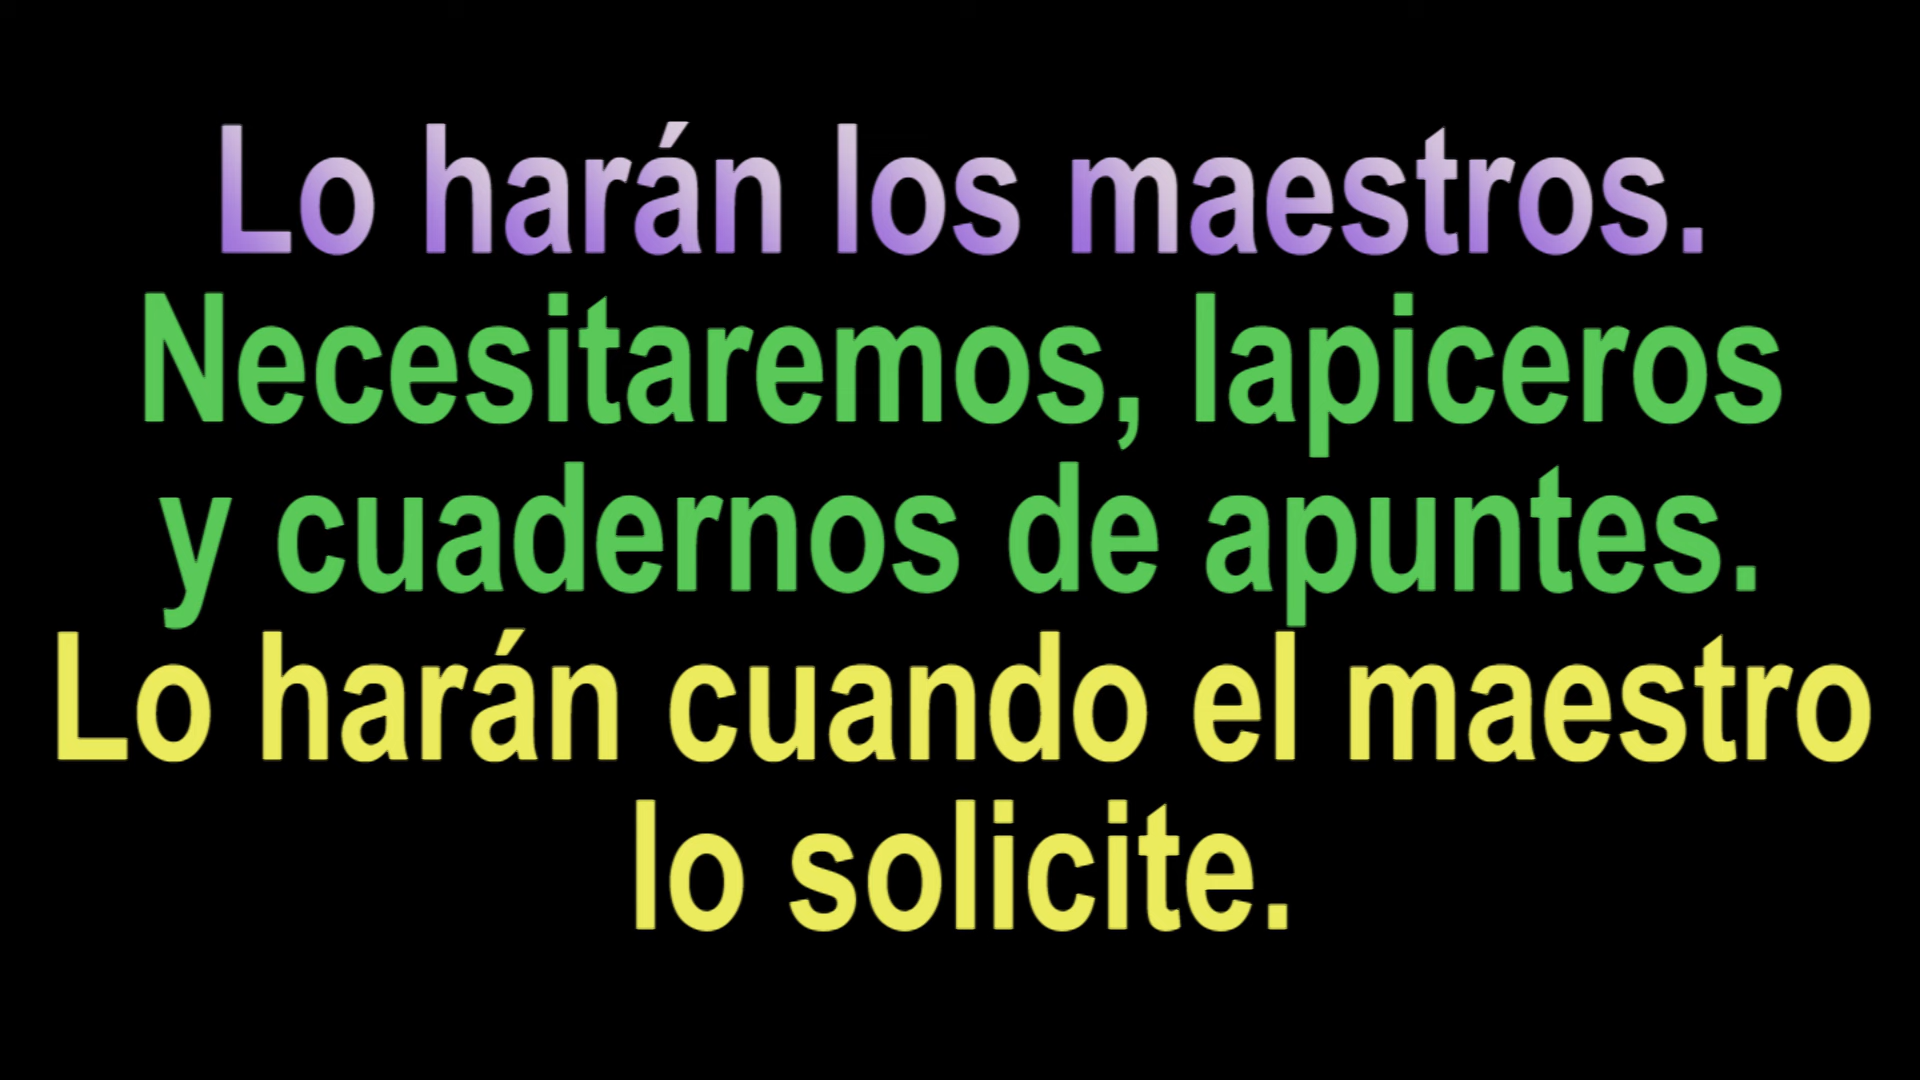 Lo harán los maestros.
Necesitaremos, lapiceros
y cuadernos de apuntes.
Lo harán cuando el maestro
lo solicite.